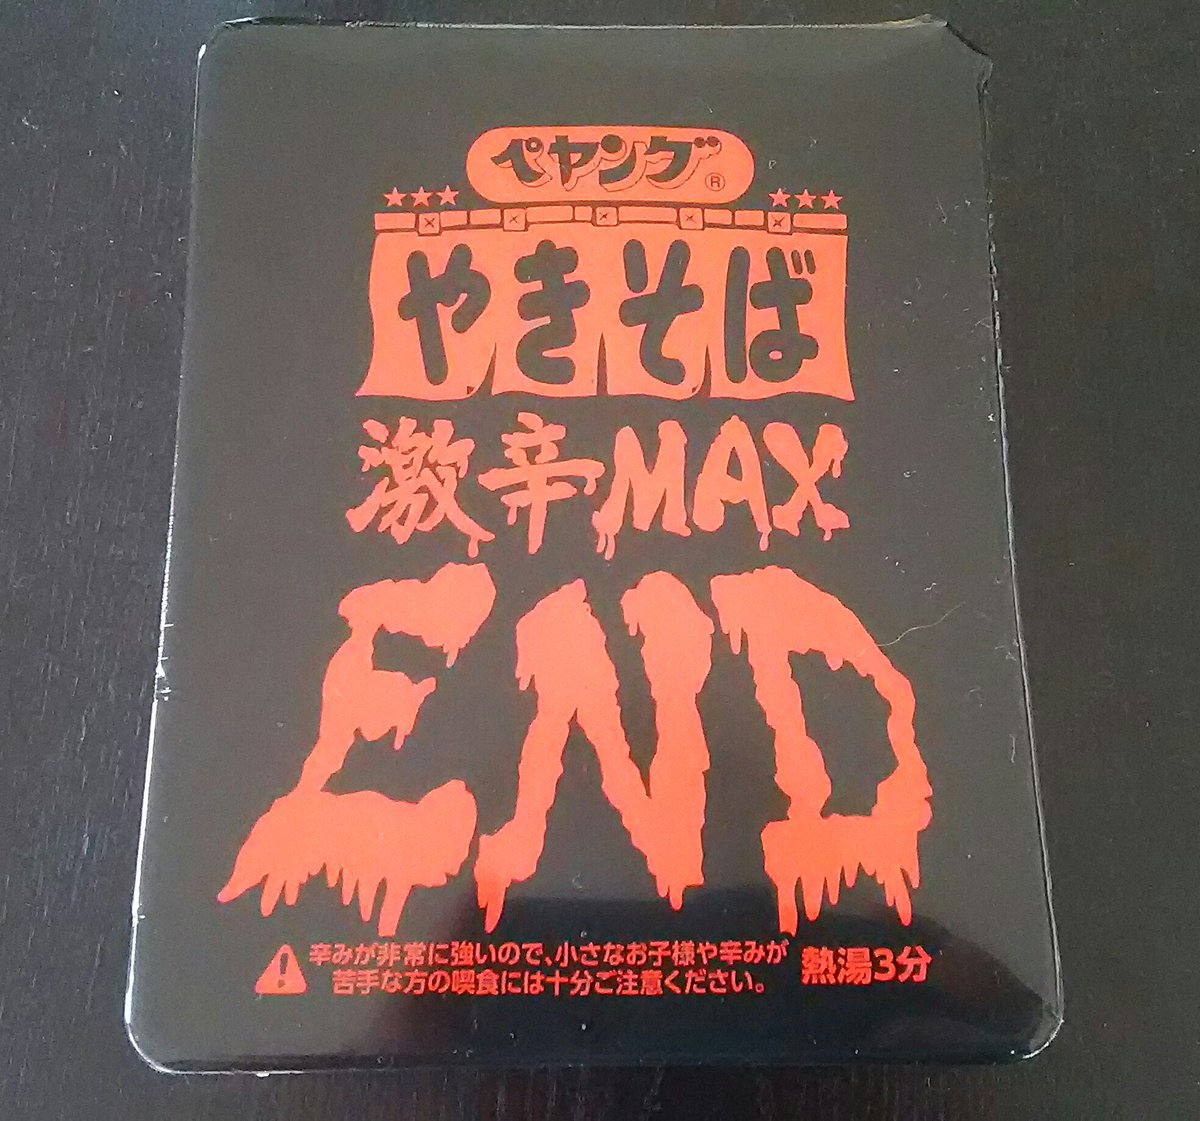 ペヤング®
★★★ ★★★
やきそば
激辛MAX
END
辛みが非常に強いので、小さなお子様や辛みが
苦手な方の喫食には十分ご注意ください。
熱湯3分